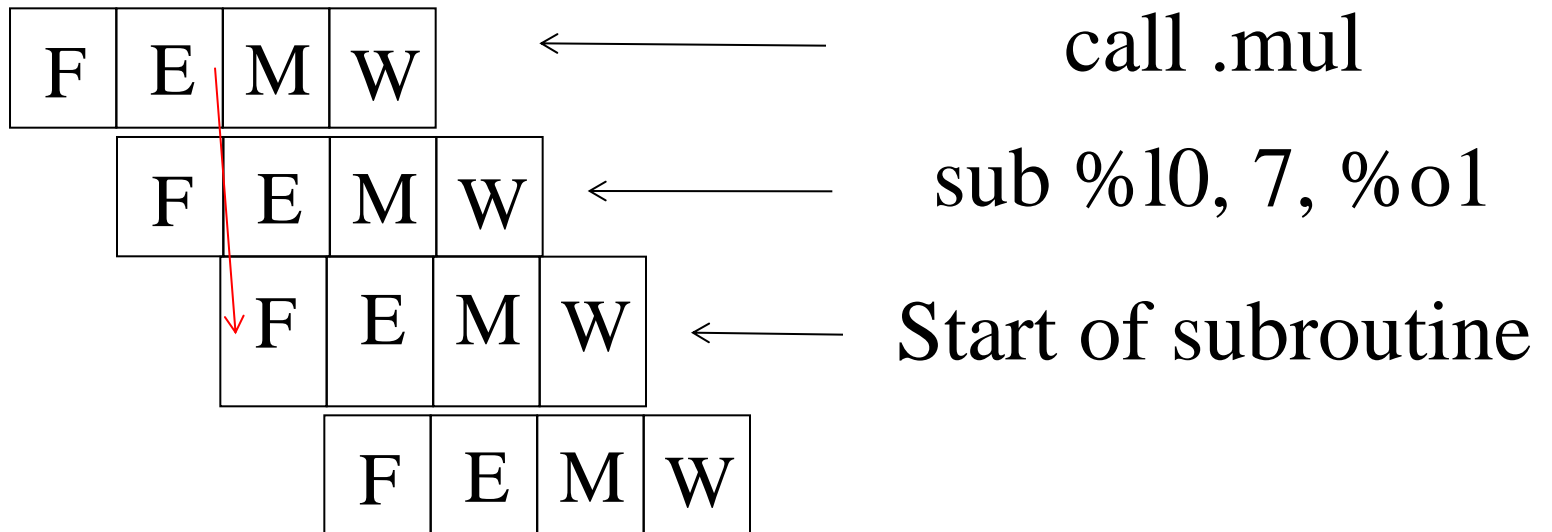 F E M W call .mul
F E M W sub %l0, 7, %o1
F E M W Start of subroutine
F E M W